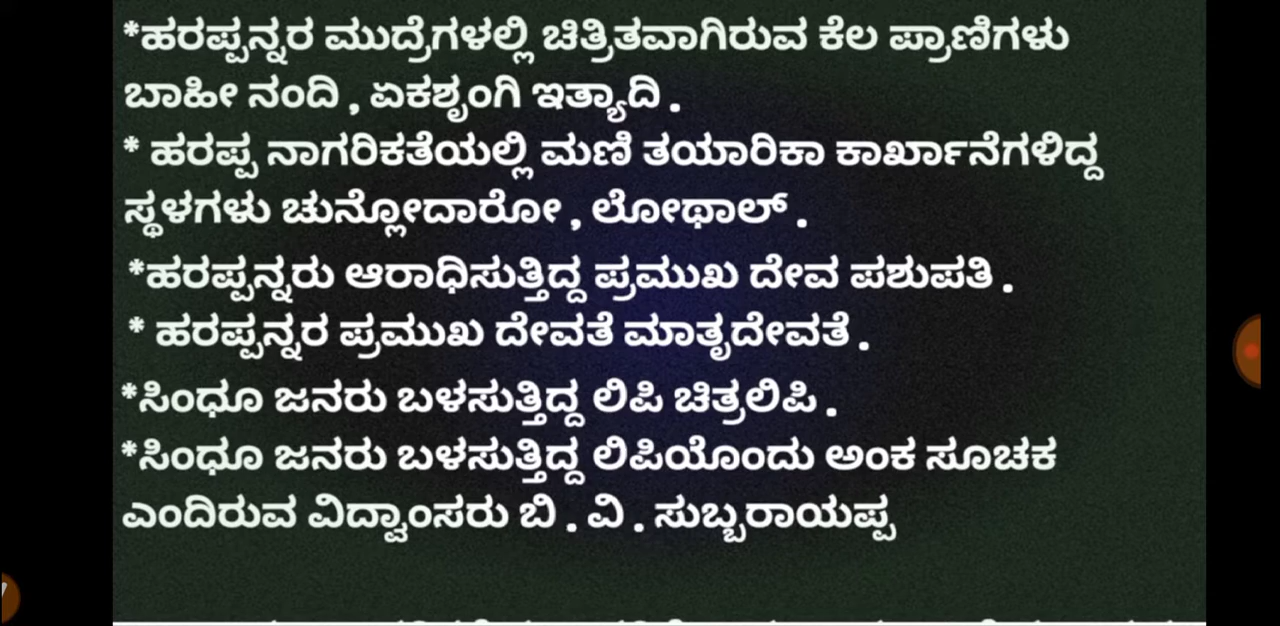 *ಹರಪ್ಪನ್ನರ ಮುದ್ರೆಗಳಲ್ಲಿ ಚಿತ್ರಿತವಾಗಿರುವ ಕೆಲ ಪ್ರಾಣಿಗಳು
ಬಾಹೀ ನಂದಿ , ಏಕಶೃಂಗಿ ಇತ್ಯಾದಿ .
* ಹರಪ್ಪ ನಾಗರಿಕತೆಯಲ್ಲಿ ಮಣಿ ತಯಾರಿಕಾ ಕಾರ್ಖಾನೆಗಳಿದ್ದ
ಸ್ಥಳಗಳು ಚುನ್ಲೋದಾರೋ , ಲೋಥಾಲ್ .
*ಹರಪ್ಪನ್ನರು ಆರಾಧಿಸುತ್ತಿದ್ದ ಪ್ರಮುಖ ದೇವ ಪಶುಪತಿ .
* ಹರಪ್ಪನ್ನರ ಪ್ರಮುಖ ದೇವತೆ ಮಾತೃದೇವತೆ .
*ಸಿಂಧೂ ಜನರು ಬಳಸುತ್ತಿದ್ದ ಲಿಪಿ ಚಿತ್ರಲಿಪಿ .
*ಸಿಂಧೂ ಜನರು ಬಳಸುತ್ತಿದ್ದ ಲಿಪಿಯೊಂದು ಅಂಕ ಸೂಚಕ
ಎಂದಿರುವ ವಿದ್ವಾಂಸರು ಬಿ . ವಿ . ಸುಬ್ಬರಾಯಪ್ಪ